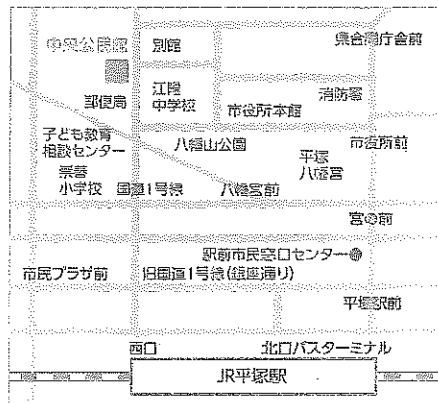 中央公民館
別館
県合同庁舎前
郵便局
江陽
中学校
消防署
市役所本館
子ども教育
相談センター
八幡山公園
市役所前
平塚
八幡宮
崇善
小学校
国道1号線
八幡宮前
宮の前
駅前市民窓口センター
市民プラザ前
旧国道1号線(銀座通り)
平塚駅前
西口
北口バスターミナル
JR平塚駅